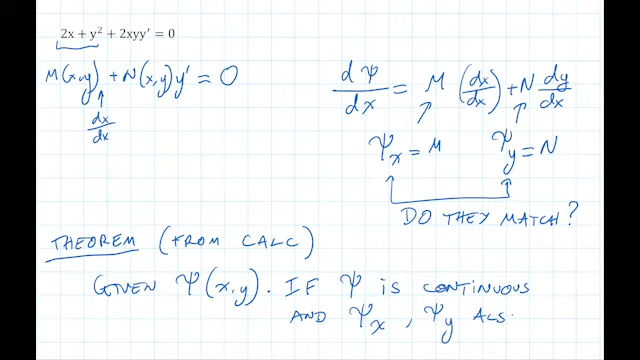 2x + y² + 2xyy′ = 0
M(x,y) + N(x,y) y′ = 0
dx/dx
dΨ/dx = M (dx/dx) + N dy/dx
Ψx = M Ψy = N
DO THEY MATCH?
THEOREM (FROM CALC)
GIVEN Ψ(x,y). IF Ψ IS CONTINUOUS
AND Ψx, Ψy ALS